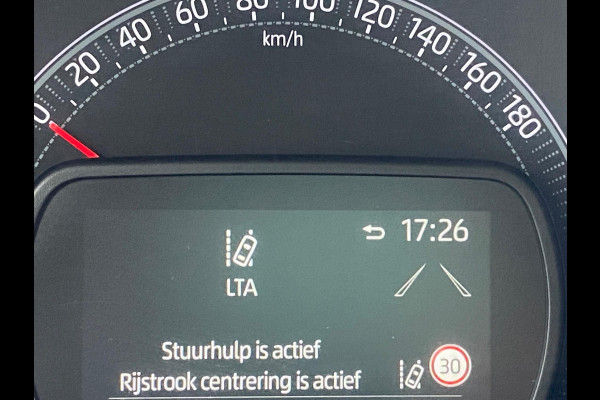 0 20 40 60 80 100 120 140 160 180
km/h
17:26
LTA
Stuurhulp is actief
Rijstrook centrering is actief
30